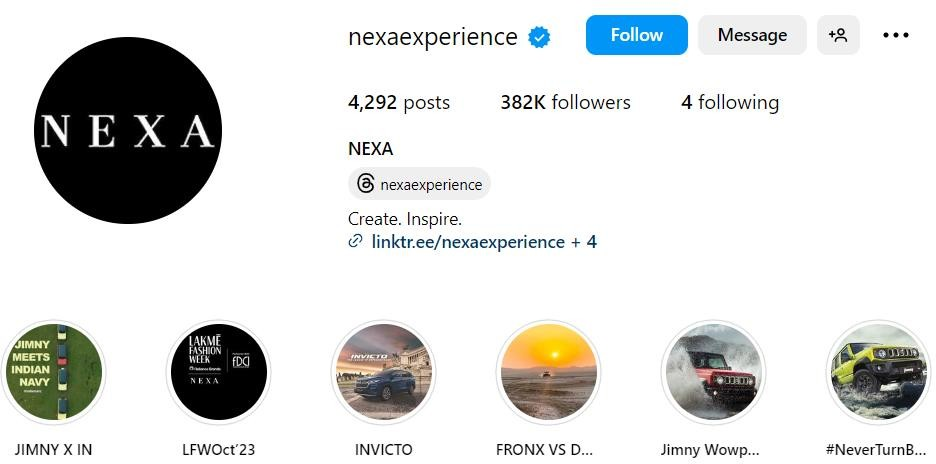 nexaexperience
Follow
Message
4,292 posts
382K followers
4 following
NEXA
NEXA
nexaexperience
Create. Inspire.
linktr.ee/nexaexperience + 4
JIMNY
MEETS
INDIAN
NAVY
LAKMĒ
FASHION
WEEK
FDCI
Reliance Brands
NEXA
INVICTO
JIMNY X IN
LFWOct'23
INVICTO
FRONX VS D...
Jimny Wowp...
#NeverTurnB...